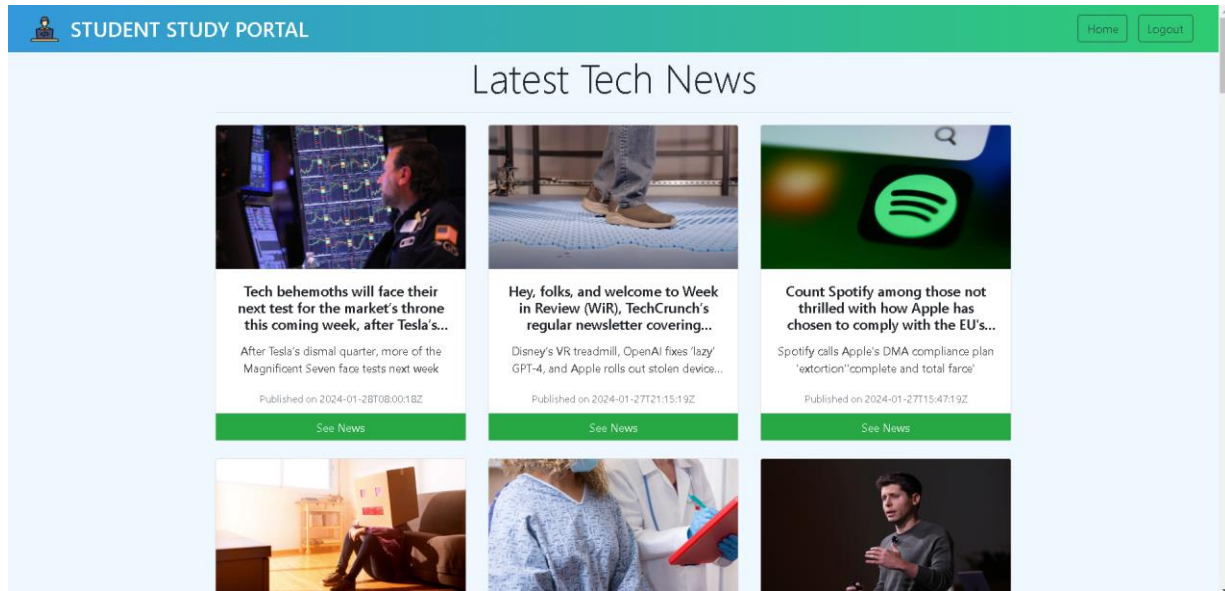 STUDENT STUDY PORTAL
Home
Logout
Latest Tech News
Tech behemoths will face their
next test for the market's throne
this coming week, after Tesla's...
After Tesla's dismal quarter, more of the
Magnificent Seven face tests next week
Published on 2024-01-28T08:00:18Z
See News
Hey, folks, and welcome to Week
in Review (WiR), TechCrunch's
regular newsletter covering...
Disney's VR treadmill, OpenAI fixes 'lazy'
GPT-4, and Apple rolls out stolen device...
Published on 2024-01-27T21:15:19Z
See News
Count Spotify among those not
thrilled with how Apple has
chosen to comply with the EU's...
Spotify calls Apple's DMA compliance plan
'extortion''complete and total farce'
Published on 2024-01-27T15:47:19Z
See News